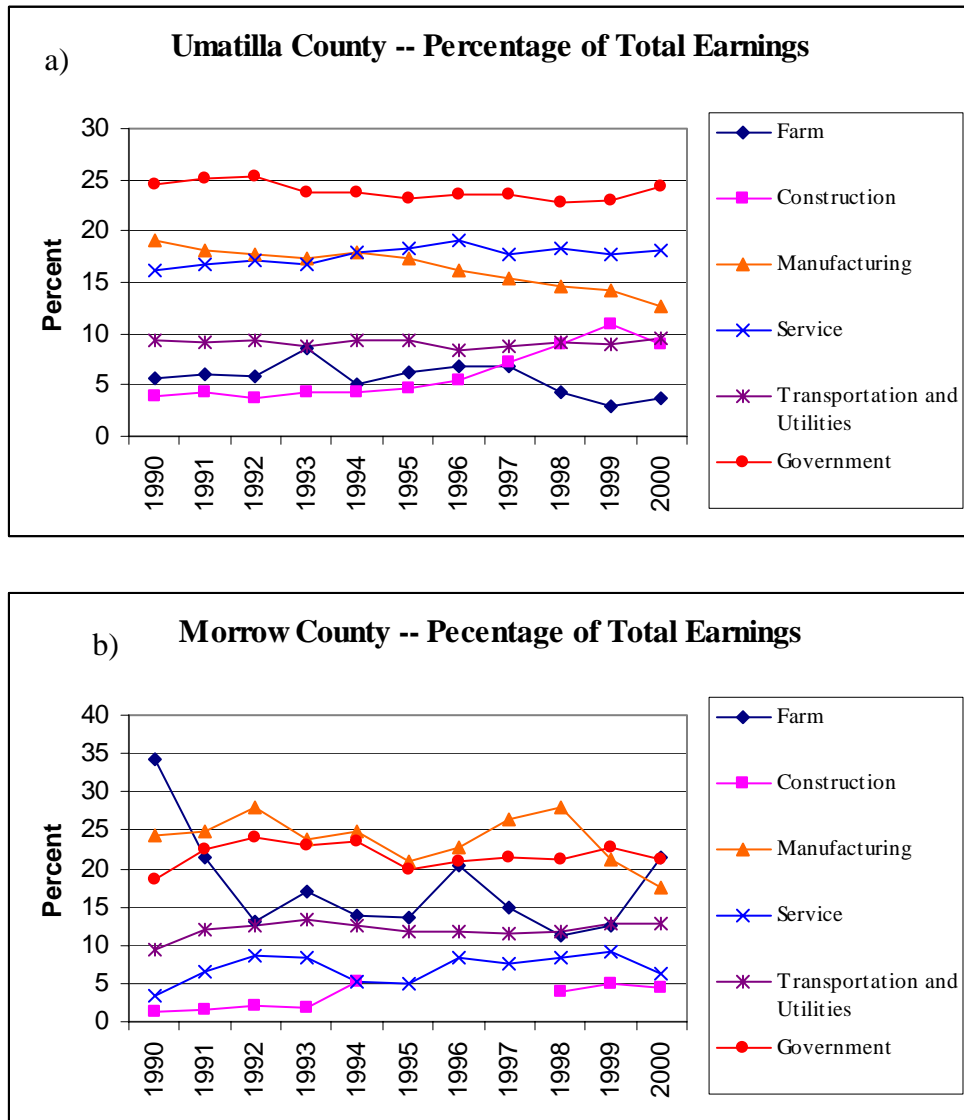 a)
Umatilla County -- Percentage of Total Earnings
Percent
30
25
20
15
10
5
0
1990
1991
1992
1993
1994
1995
1996
1997
1998
1999
2000
Farm
Construction
Manufacturing
Service
Transportation and
Utilities
Government
b)
Morrow County -- Pecentage of Total Earnings
Percent
40
35
30
25
20
15
10
5
0
1990
1991
1992
1993
1994
1995
1996
1997
1998
1999
2000
Farm
Construction
Manufacturing
Service
Transportation and
Utilities
Government